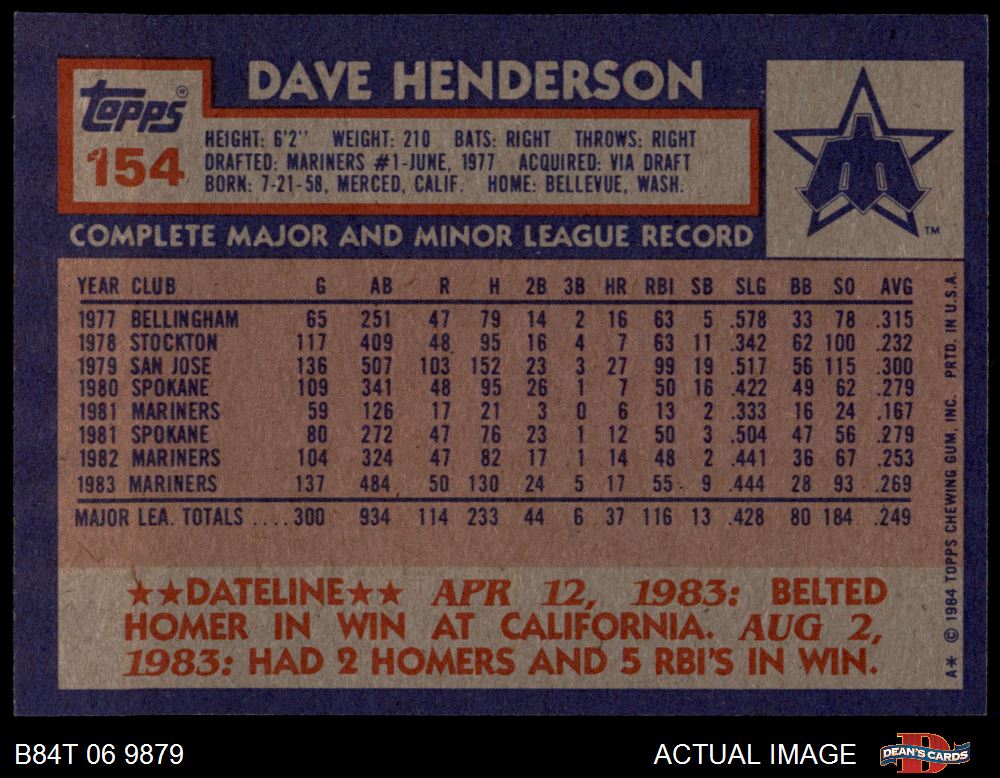 DAVE HENDERSON
topps
154
HEIGHT: 6'2'' WEIGHT: 210 BATS: RIGHT THROWS: RIGHT
DRAFTED: MARINERS #1-JUNE, 1977 ACQUIRED: VIA DRAFT
BORN: 7-21-58, MERCED, CALIF. HOME: BELLEVUE, WASH.
TM
COMPLETE MAJOR AND MINOR LEAGUE RECORD
YEAR CLUB G AB R H 2B 3B HR RBI SB SLG BB SO AVG
1977 BELLINGHAM 65 251 47 79 14 2 16 63 5 .578 33 78 .315
1978 STOCKTON 117 409 48 95 16 4 7 63 11 .342 62 100 .232
1979 SAN JOSE 136 507 103 152 23 3 27 99 19 .517 56 115 .300
1980 SPOKANE 109 341 48 95 26 1 7 50 16 .422 49 62 .279
1981 MARINERS 59 126 17 21 3 0 6 13 2 .333 16 24 .167
1981 SPOKANE 80 272 47 76 23 1 12 50 3 .504 47 56 .279
1982 MARINERS 104 324 47 82 17 1 14 48 2 .441 36 67 .253
1983 MARINERS 137 484 50 130 24 5 17 55 9 .444 28 93 .269
MAJOR LEA. TOTALS ....300 934 114 233 44 6 37 116 13 .428 80 184 .249
★★DATELINE★★ APR 12, 1983: BELTED
HOMER IN WIN AT CALIFORNIA. AUG 2,
1983: HAD 2 HOMERS AND 5 RBI'S IN WIN.
A* © 1984 TOPPS CHEWING GUM, INC. PRTD. IN U.S.A.
B84T 06 9879
ACTUAL IMAGE
D
DEAN'S CARDS